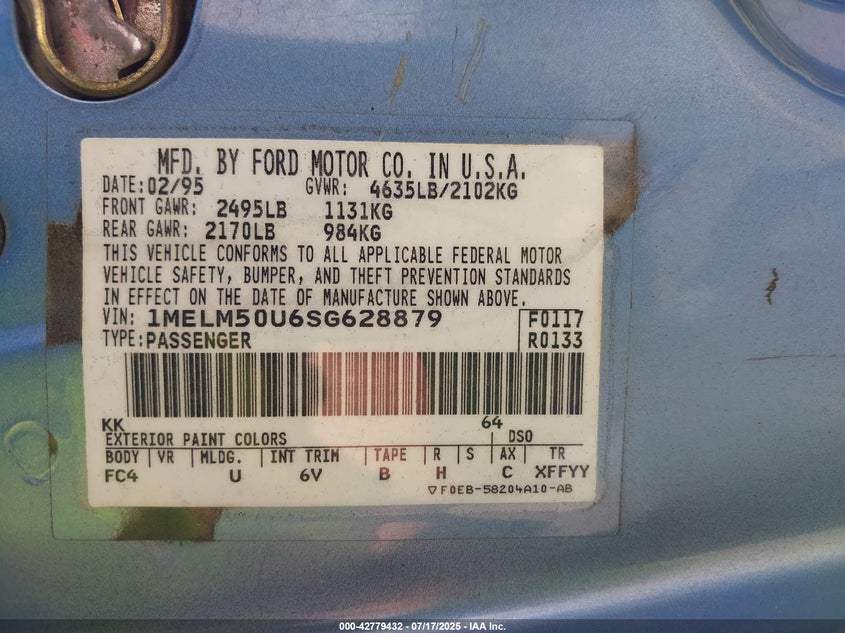 MFD. BY FORD MOTOR CO. IN U.S.A.
DATE:02/95 GVWR: 4635LB/2102KG
FRONT GAWR: 2495LB 1131KG
REAR GAWR: 2170LB 984KG
THIS VEHICLE CONFORMS TO ALL APPLICABLE FEDERAL MOTOR
VEHICLE SAFETY, BUMPER, AND THEFT PREVENTION STANDARDS
IN EFFECT ON THE DATE OF MANUFACTURE SHOWN ABOVE.
VIN: 1MELM50U6SG628879 F0117
TYPE:PASSENGER R0133
KK 64
EXTERIOR PAINT COLORS DSO
BODY VR MLDG. INT TRIM TAPE R S AX TR
FC4 U 6V B H C XFFYY
▽F0EB-58204A10-AB
000-42779432 - 07/17/2025 - IAA Inc.